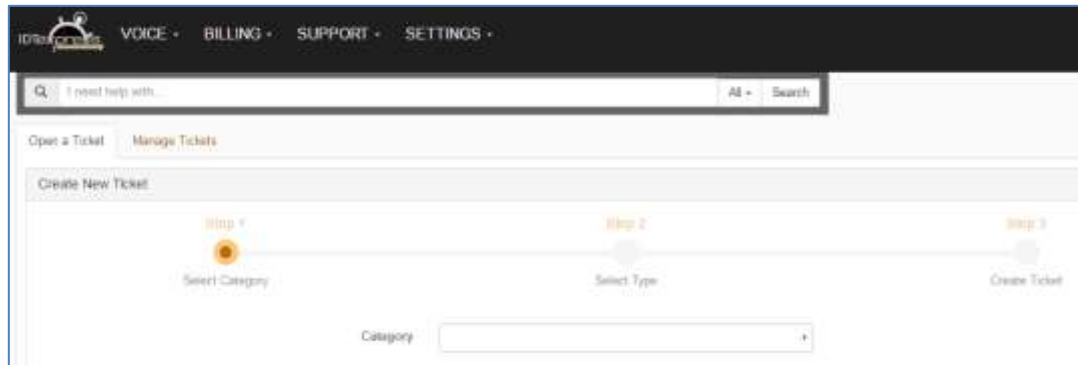 IDTexpress VOICE BILLING SUPPORT SETTINGS
I need help with... All Search
Open a Ticket Manage Tickets
Create New Ticket
Step 1 Step 2 Step 3
Select Category Select Type Create Ticket
Category